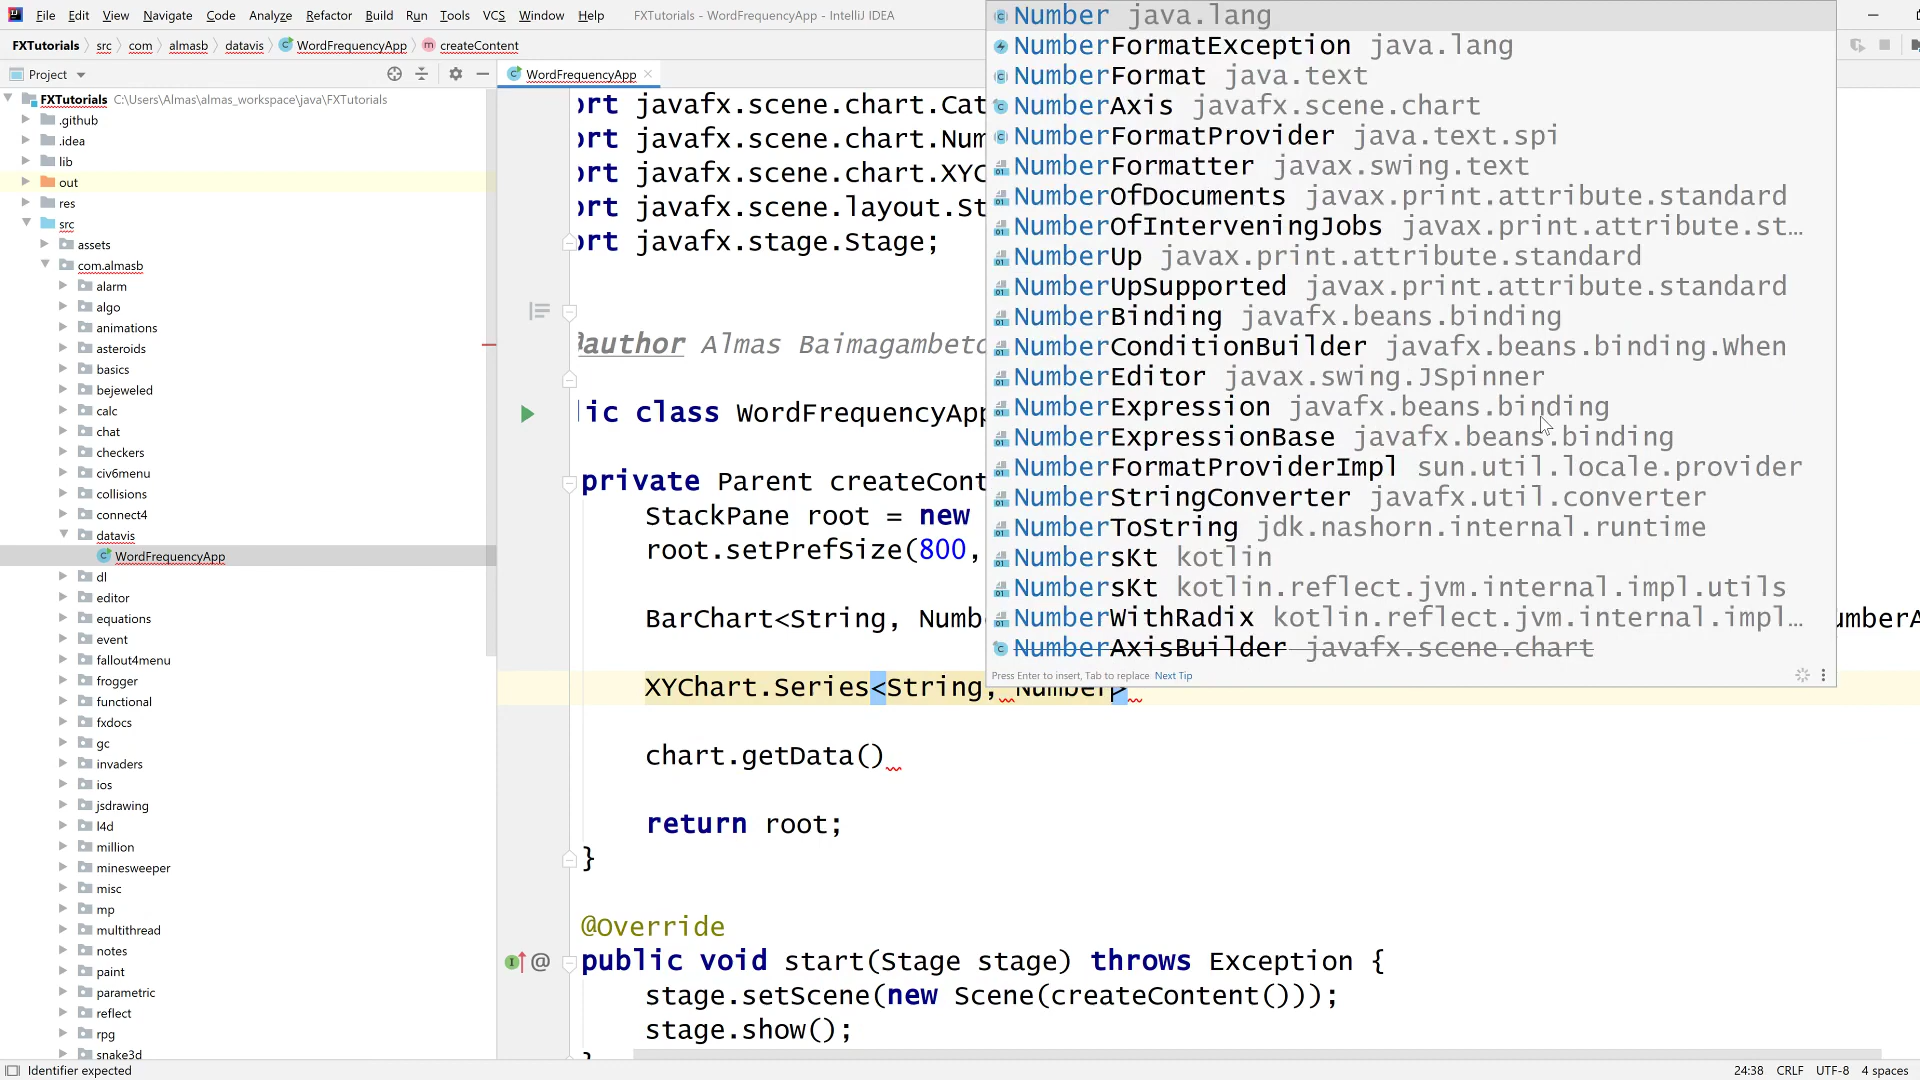 File Edit View Navigate Code Analyze Refactor Build Run Tools VCS Window Help FXTutorials - WordFrequencyApp - IntelliJ IDEA
FXTutorials src com almasb datavis WordFrequencyApp createContent
Project
WordFrequencyApp
FXTutorials C:\Users\Almas\almas_workspace\java\FXTutorials
.github
.idea
lib
out
res
src
assets
com.almasb
alarm
algo
animations
asteroids
basics
bejeweled
calc
chat
checkers
civ6menu
collisions
connect4
datavis
WordFrequencyApp
dl
editor
equations
event
fallout4menu
frogger
functional
fxdocs
gc
invaders
ios
jsdrawing
l4d
million
minesweeper
misc
mp
multithread
notes
paint
parametric
reflect
rpg
snake3d
ort javafx.scene.chart.Cat
ort javafx.scene.chart.Num
ort javafx.scene.chart.XYC
ort javafx.scene.layout.St
ort javafx.stage.Stage;
@author Almas Baimagambeto
lic class WordFrequencyApp
private Parent createCont
StackPane root = new
root.setPrefSize(800,
BarChart<String, Numb
umberA
XYChart.Series<String, Number>
chart.getData()
return root;
}
@Override
public void start(Stage stage) throws Exception {
stage.setScene(new Scene(createContent()));
stage.show();
}
Number java.lang
NumberFormatException java.lang
NumberFormat java.text
NumberAxis javafx.scene.chart
NumberFormatProvider java.text.spi
NumberFormatter javax.swing.text
NumberOfDocuments javax.print.attribute.standard
NumberOfInterveningJobs javax.print.attribute.st...
NumberUp javax.print.attribute.standard
NumberUpSupported javax.print.attribute.standard
NumberBinding javafx.beans.binding
NumberConditionBuilder javafx.beans.binding.When
NumberEditor javax.swing.JSpinner
NumberExpression javafx.beans.binding
NumberExpressionBase javafx.beans.binding
NumberFormatProviderImpl sun.util.locale.provider
NumberStringConverter javafx.util.converter
NumberToString jdk.nashorn.internal.runtime
NumbersKt kotlin
NumbersKt kotlin.reflect.jvm.internal.impl.utils
NumberWithRadix kotlin.reflect.jvm.internal.impl...
NumberAxisBuilder javafx.scene.chart
Press Enter to insert, Tab to replace Next Tip
Identifier expected
24:38 CRLF UTF-8 4 spaces